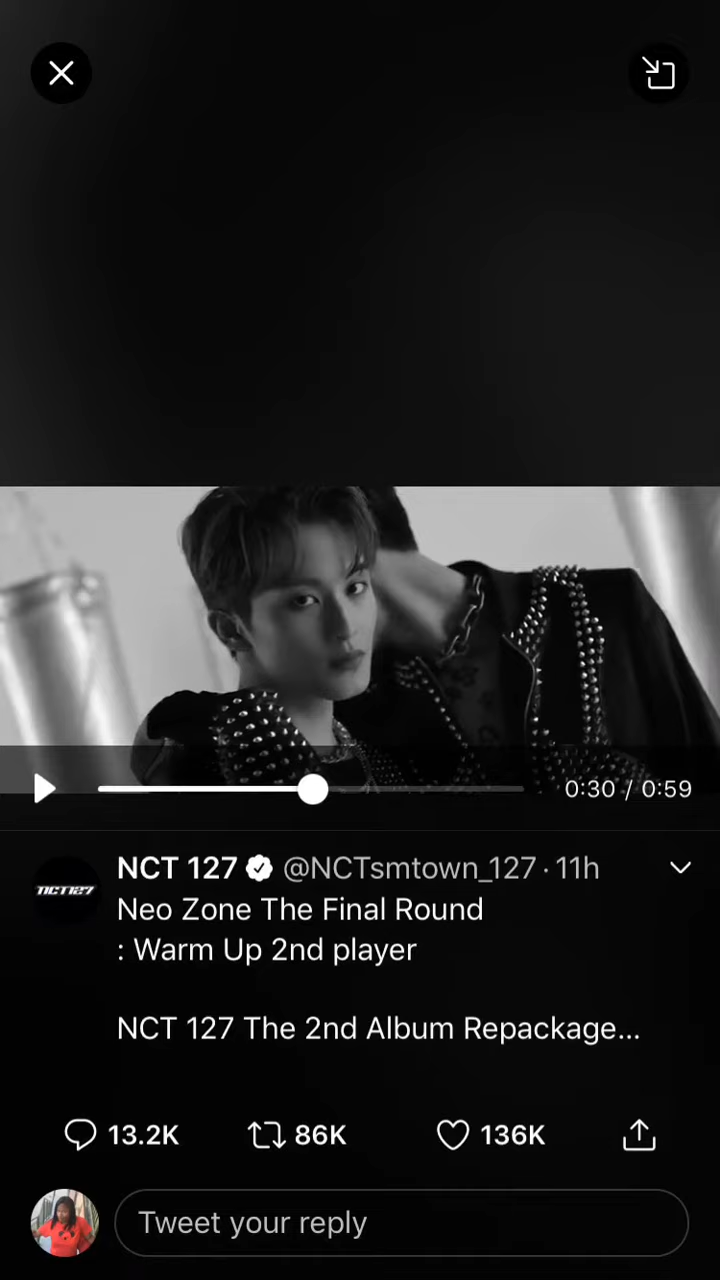 0:30 / 0:59
NCT127
NCT 127 @NCTsmtown_127 · 11h
Neo Zone The Final Round
: Warm Up 2nd player
NCT 127 The 2nd Album Repackage...
13.2K 86K 136K
Tweet your reply